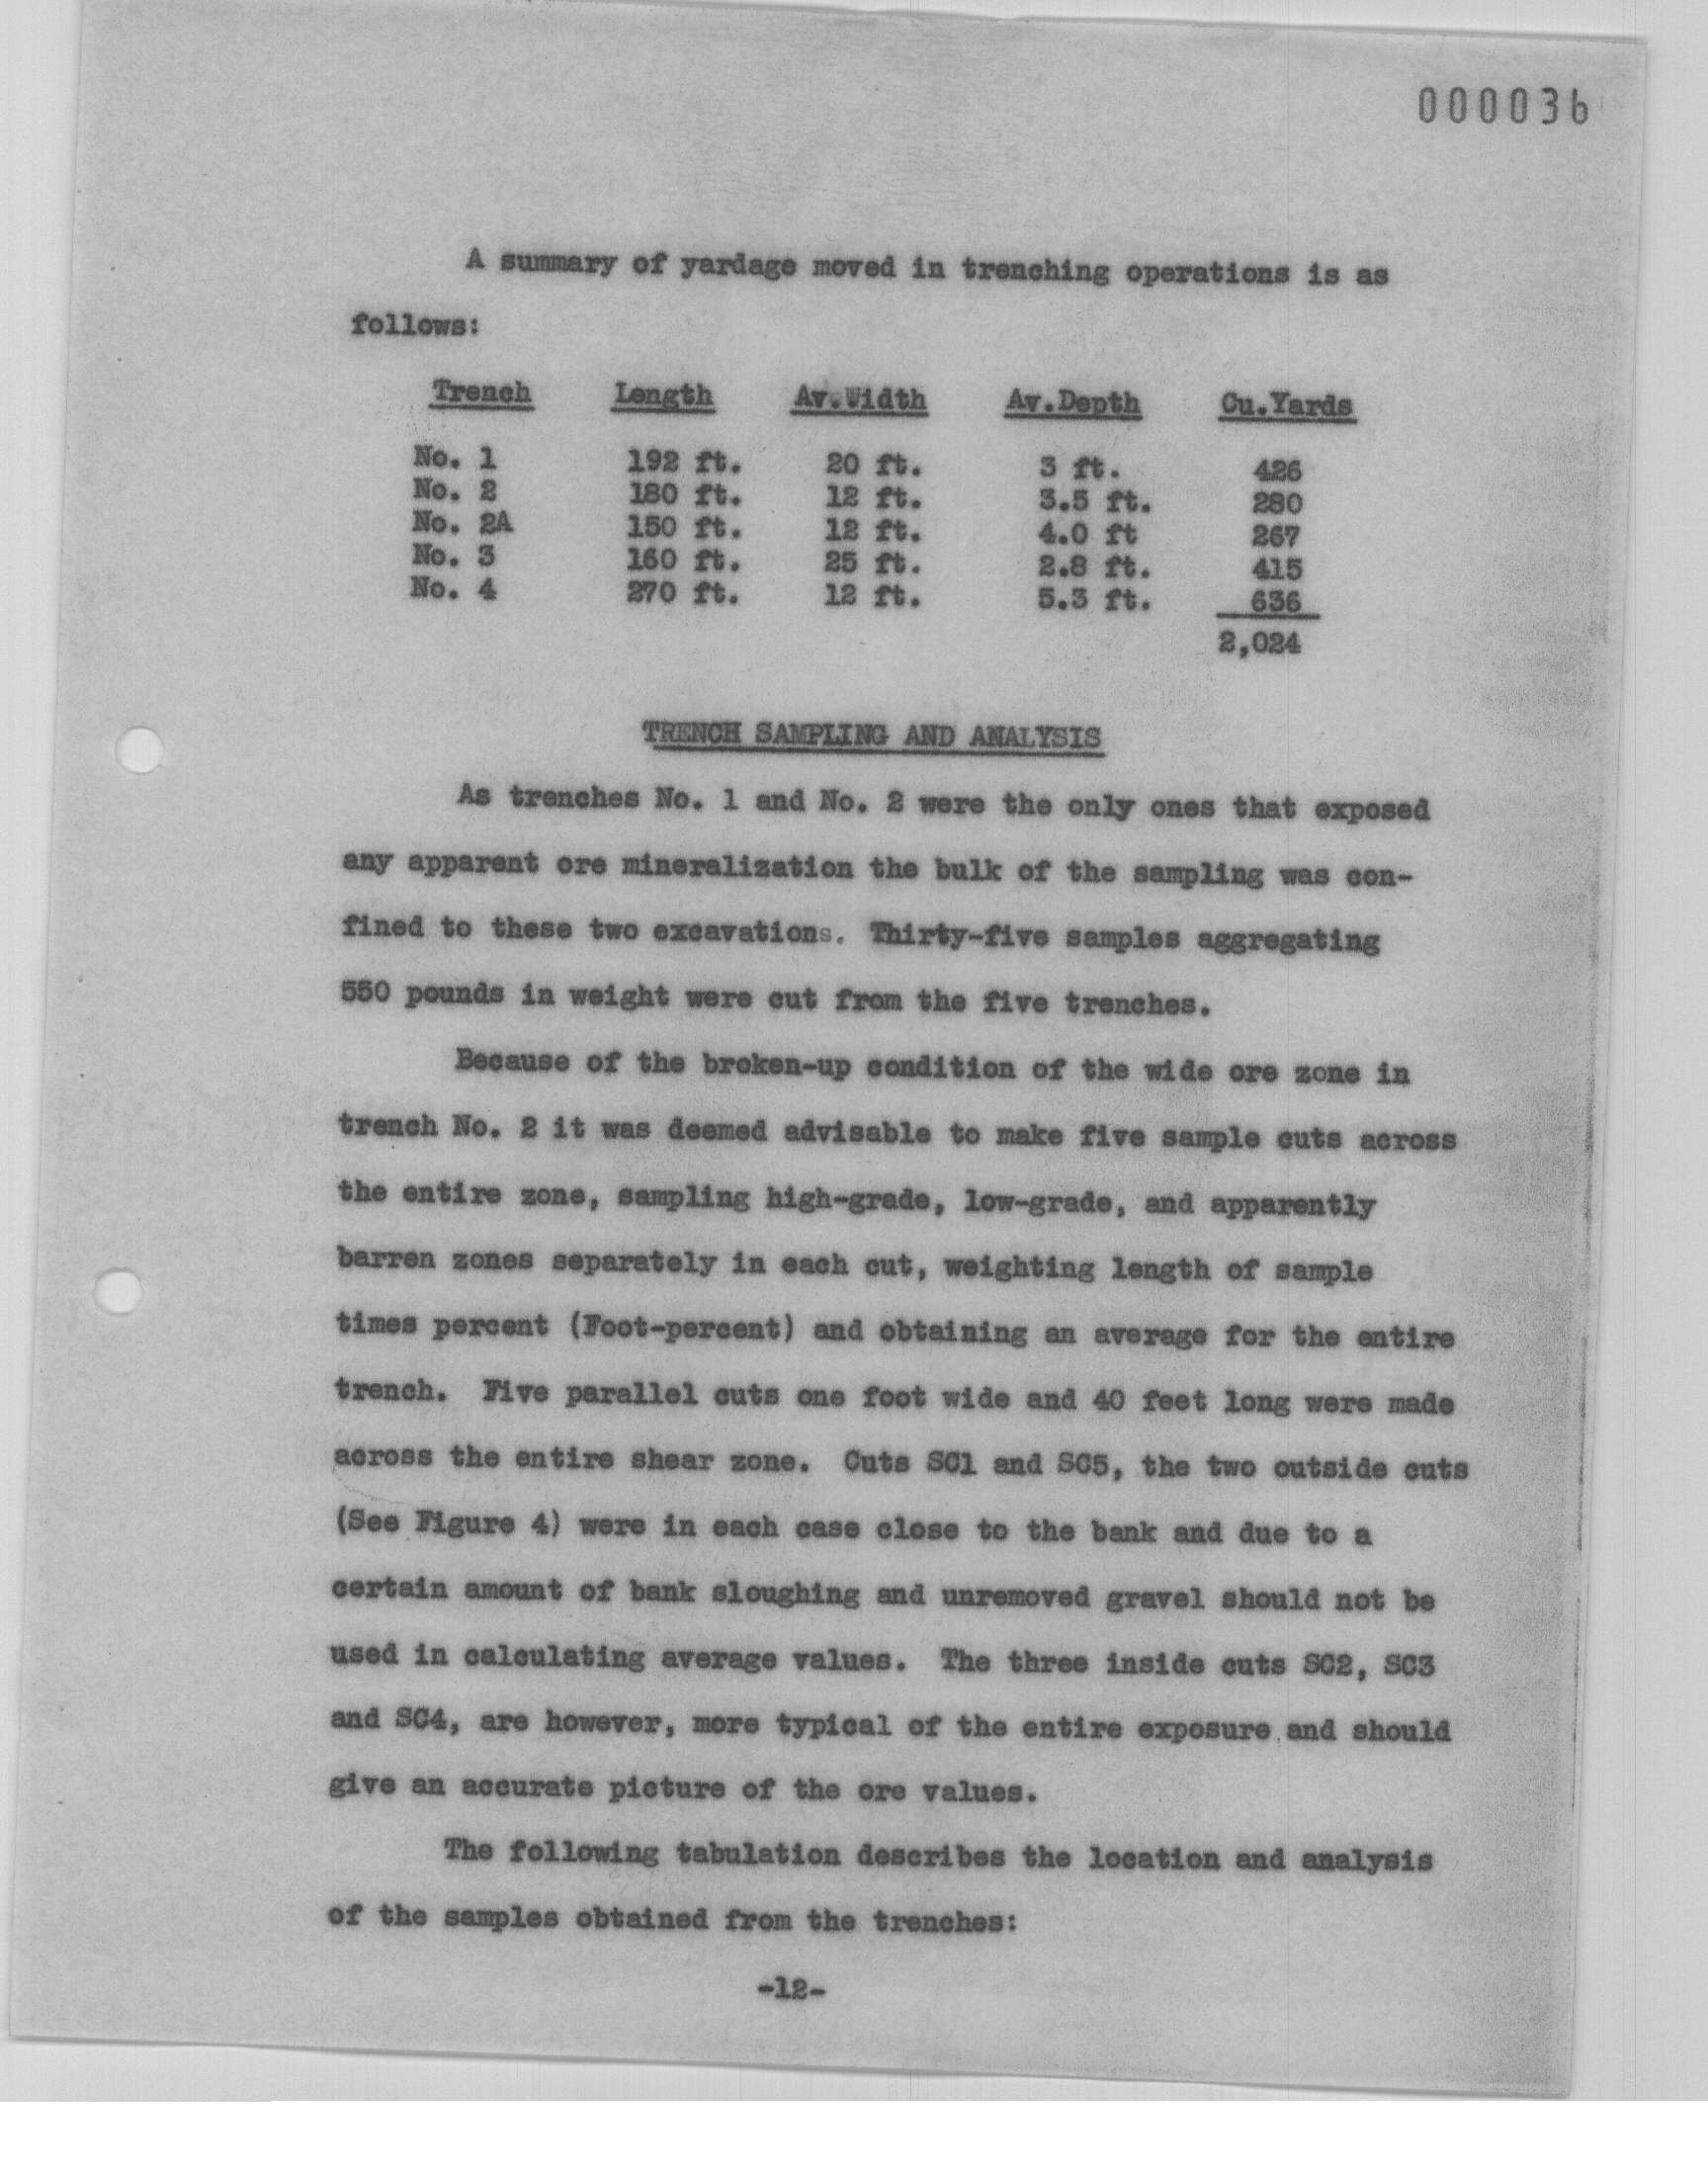 000036
A summary of yardage moved in trenching operations is as
follows:
Trench Length Av.Width Av.Depth Cu.Yards
No. 1 192 ft. 20 ft. 3 ft. 426
No. 2 180 ft. 12 ft. 3.5 ft. 280
No. 2A 150 ft. 12 ft. 4.0 ft 267
No. 3 160 ft. 25 ft. 2.8 ft. 415
No. 4 270 ft. 12 ft. 5.3 ft. 636
2,024
TRENCH SAMPLING AND ANALYSIS
As trenches No. 1 and No. 2 were the only ones that exposed
any apparent ore mineralization the bulk of the sampling was con-
fined to these two excavations. Thirty-five samples aggregating
550 pounds in weight were cut from the five trenches.
Because of the broken-up condition of the wide ore zone in
trench No. 2 it was deemed advisable to make five sample cuts across
the entire zone, sampling high-grade, low-grade, and apparently
barren zones separately in each cut, weighting length of sample
times percent (Foot-percent) and obtaining an average for the entire
trench. Five parallel cuts one foot wide and 40 feet long were made
across the entire shear zone. Cuts SC1 and SC5, the two outside cuts
(See Figure 4) were in each case close to the bank and due to a
certain amount of bank sloughing and unremoved gravel should not be
used in calculating average values. The three inside cuts SC2, SC3
and SC4, are however, more typical of the entire exposure and should
give an accurate picture of the ore values.
The following tabulation describes the location and analysis
of the samples obtained from the trenches:
-12-